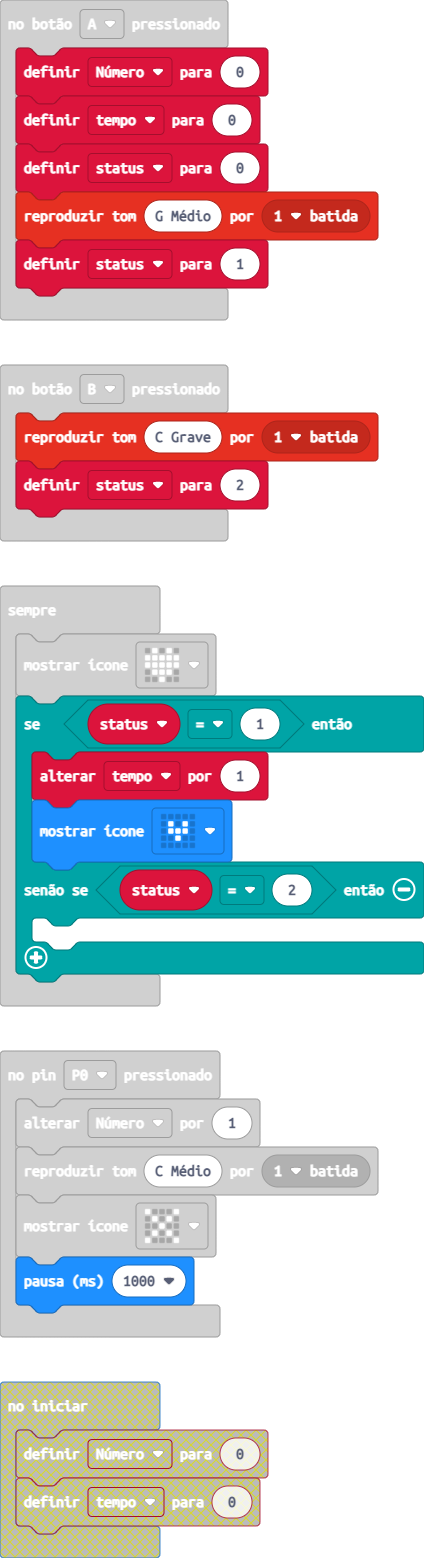 no botão A pressionado
definir Número para 0
definir tempo para 0
definir status para 0
reproduzir tom G Médio por 1 batida
definir status para 1
no botão B pressionado
reproduzir tom C Grave por 1 batida
definir status para 2
sempre
mostrar ícone
se status = 1 então
alterar tempo por 1
mostrar ícone
senão se status = 2 então
no pin P0 pressionado
alterar Número por 1
reproduzir tom C Médio por 1 batida
mostrar ícone
pausa (ms) 1000
no iniciar
definir Número para 0
definir tempo para 0